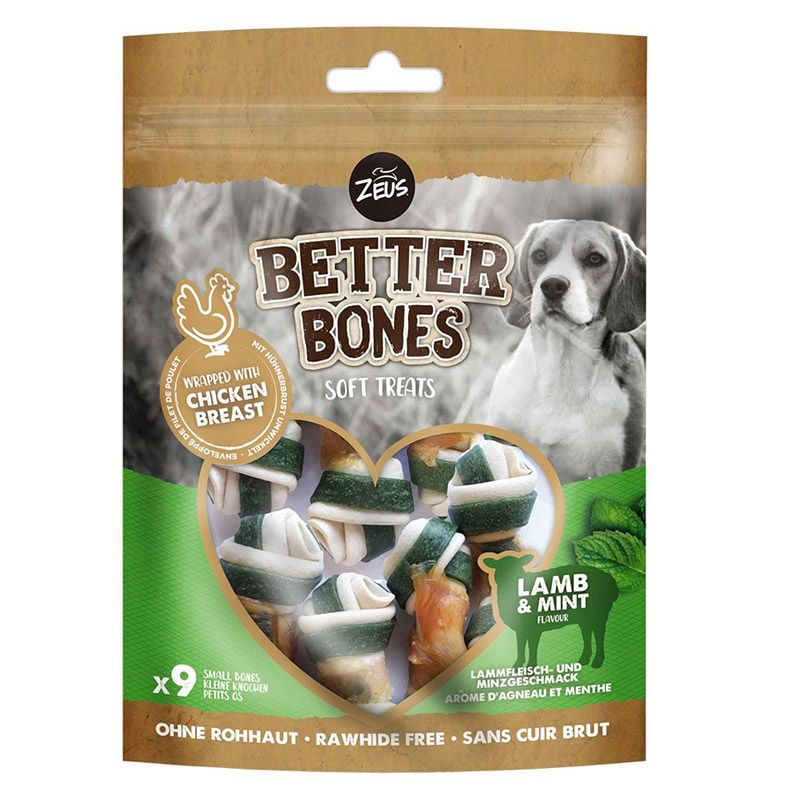 ZEUS
BETTER
BONES
SOFT TREATS
WRAPPED WITH
CHICKEN
BREAST
ENVELOPPÉ DE FILET DE POULET • MIT HÜHNERBRUST UMWICKELT •
LAMB
& MINT
FLAVOUR
LAMMFLEISCH- UND
MINZGESCHMACK
ARÔME D'AGNEAU ET MENTHE
x9
SMALL BONES
KLEINE KNOCHEN
PETITS OS
OHNE ROHHAUT • RAWHIDE FREE • SANS CUIR BRUT